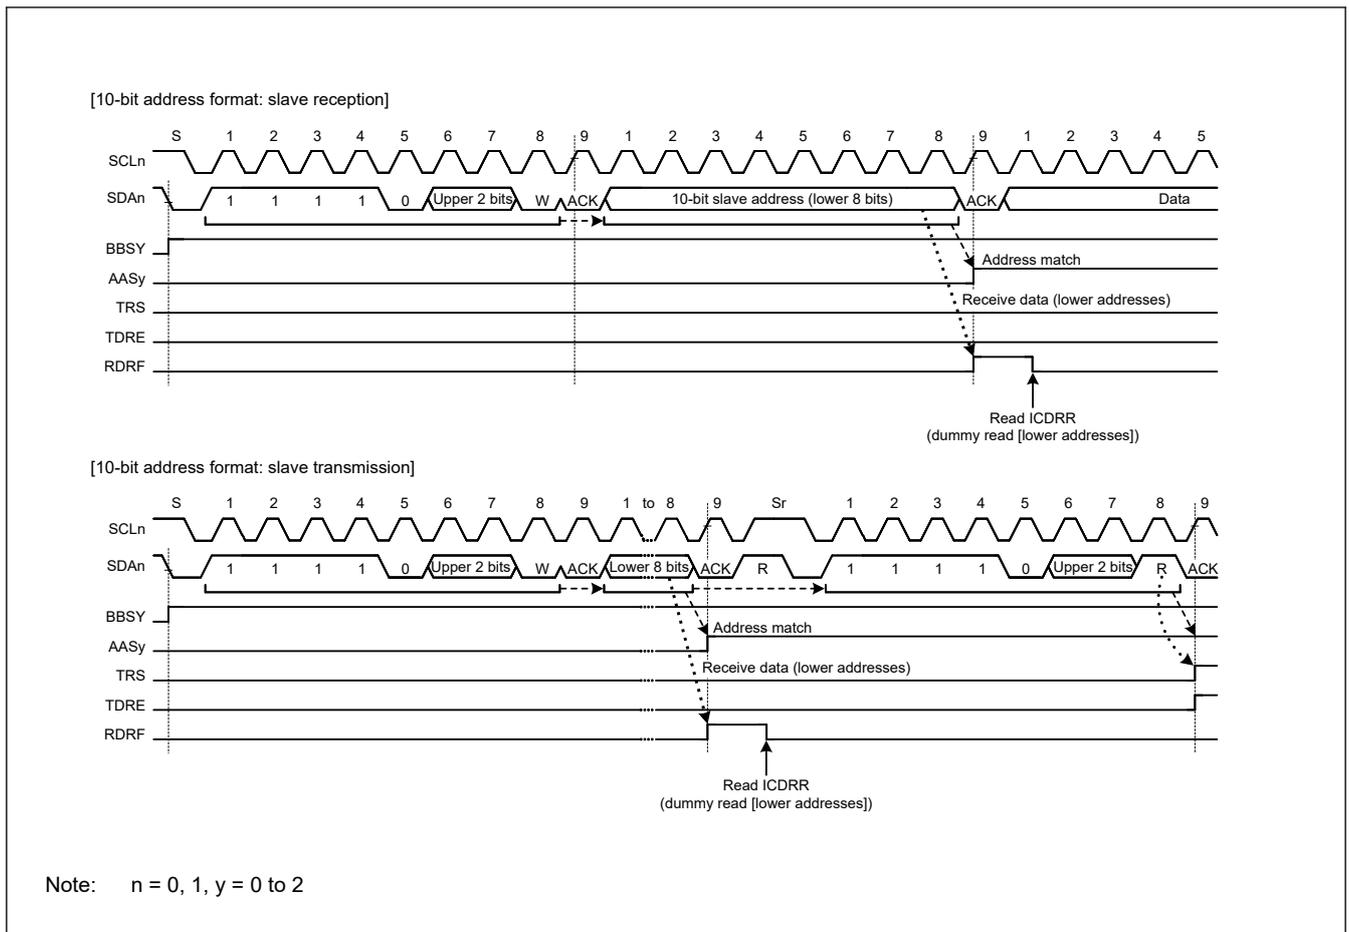 [10-bit address format: slave reception]
S 1 2 3 4 5 6 7 8 9 1 2 3 4 5 6 7 8 9 1 2 3 4 5
SCLn
SDAn 1 1 1 1 0 Upper 2 bits W ACK 10-bit slave address (lower 8 bits) ACK Data
BBSY
Address match
AASy
Receive data (lower addresses)
TRS
TDRE
RDRF
Read ICDRR
(dummy read [lower addresses])
[10-bit address format: slave transmission]
S 1 2 3 4 5 6 7 8 9 1 to 8 9 Sr 1 2 3 4 5 6 7 8 9
SCLn
SDAn 1 1 1 1 0 Upper 2 bits W ACK Lower 8 bits ACK R 1 1 1 1 0 Upper 2 bits R ACK
BBSY
Address match
AASy
Receive data (lower addresses)
TRS
TDRE
RDRF
Read ICDRR
(dummy read [lower addresses])
Note: n = 0, 1, y = 0 to 2